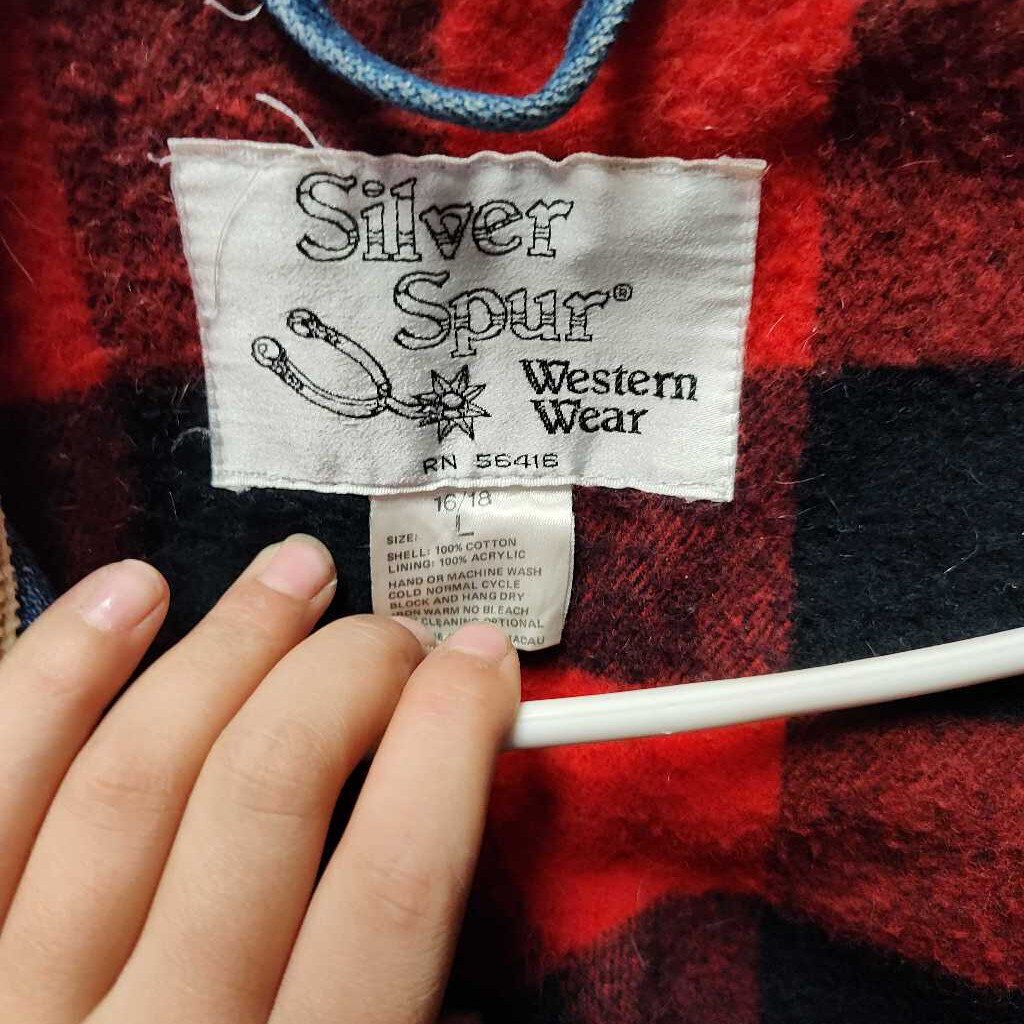 Silver
Spur®
Western
Wear
RN 56416
16/18
L
SIZE:
SHELL: 100% COTTON
LINING: 100% ACRYLIC
HAND OR MACHINE WASH
COLD NORMAL CYCLE
BLOCK AND HANG DRY
IRON WARM NO BLEACH
CLEANING OPTIONAL
MACAU